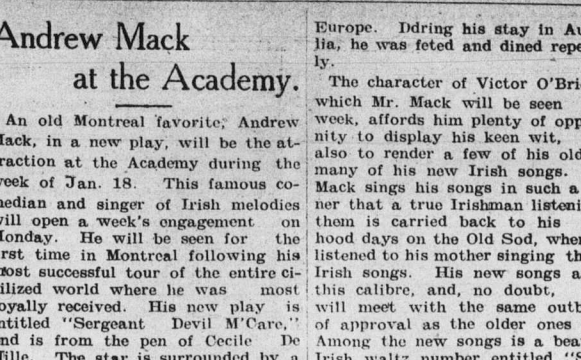 Andrew Mack
at the Academy.
An old Montreal favorite, Andrew
Mack, in a new play, will be the at-
traction at the Academy during the
week of Jan. 18. This famous co-
median and singer of Irish melodies
will open a week's engagement on
Monday. He will be seen for the
first time in Montreal following his
most successful tour of the entire ci-
vilized world where he was most
royally received. His new play is
entitled "Sergeant Devil M'Care,"
and is from the pen of Cecile De
Mille. The star is surrounded by a
Europe. Ddring his stay in Au
lia, he was feted and dined repe
ly.
The character of Victor O'Bri
which Mr. Mack will be seen
week, affords him plenty of opp
nity to display his keen wit,
also to render a few of his old
many of his new Irish songs.
Mack sings his songs in such a
ner that a true Irishman listeni
them is carried back to his
hood days on the Old Sod, wher
listened to his mother singing th
Irish songs. His new songs a
this calibre, and, no doubt,
will meet with the same outb
of approval as the older ones
Among the new songs is a bea
Irish waltz number entitled